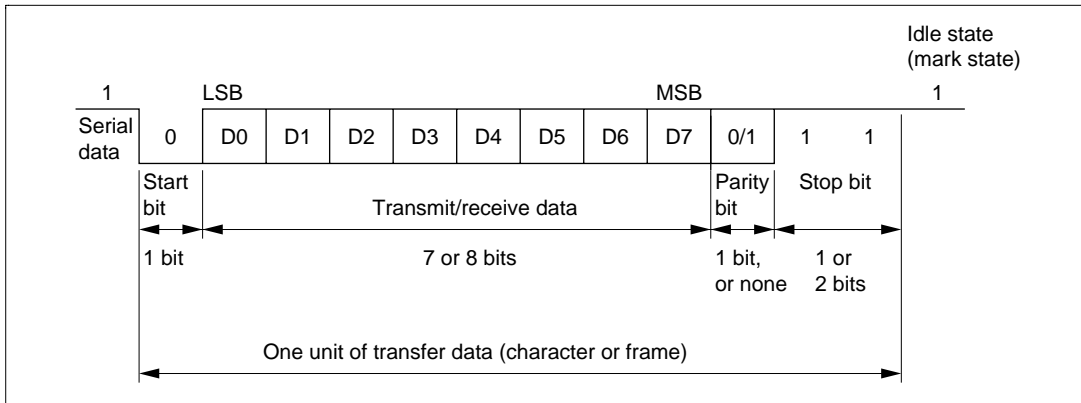 Idle state
(mark state)
1 LSB MSB 1
Serial
data
0 D0 D1 D2 D3 D4 D5 D6 D7 0/1 1 1
Start
bit
Transmit/receive data
Parity
bit
Stop bit
1 bit
7 or 8 bits
1 bit,
or none
1 or
2 bits
One unit of transfer data (character or frame)